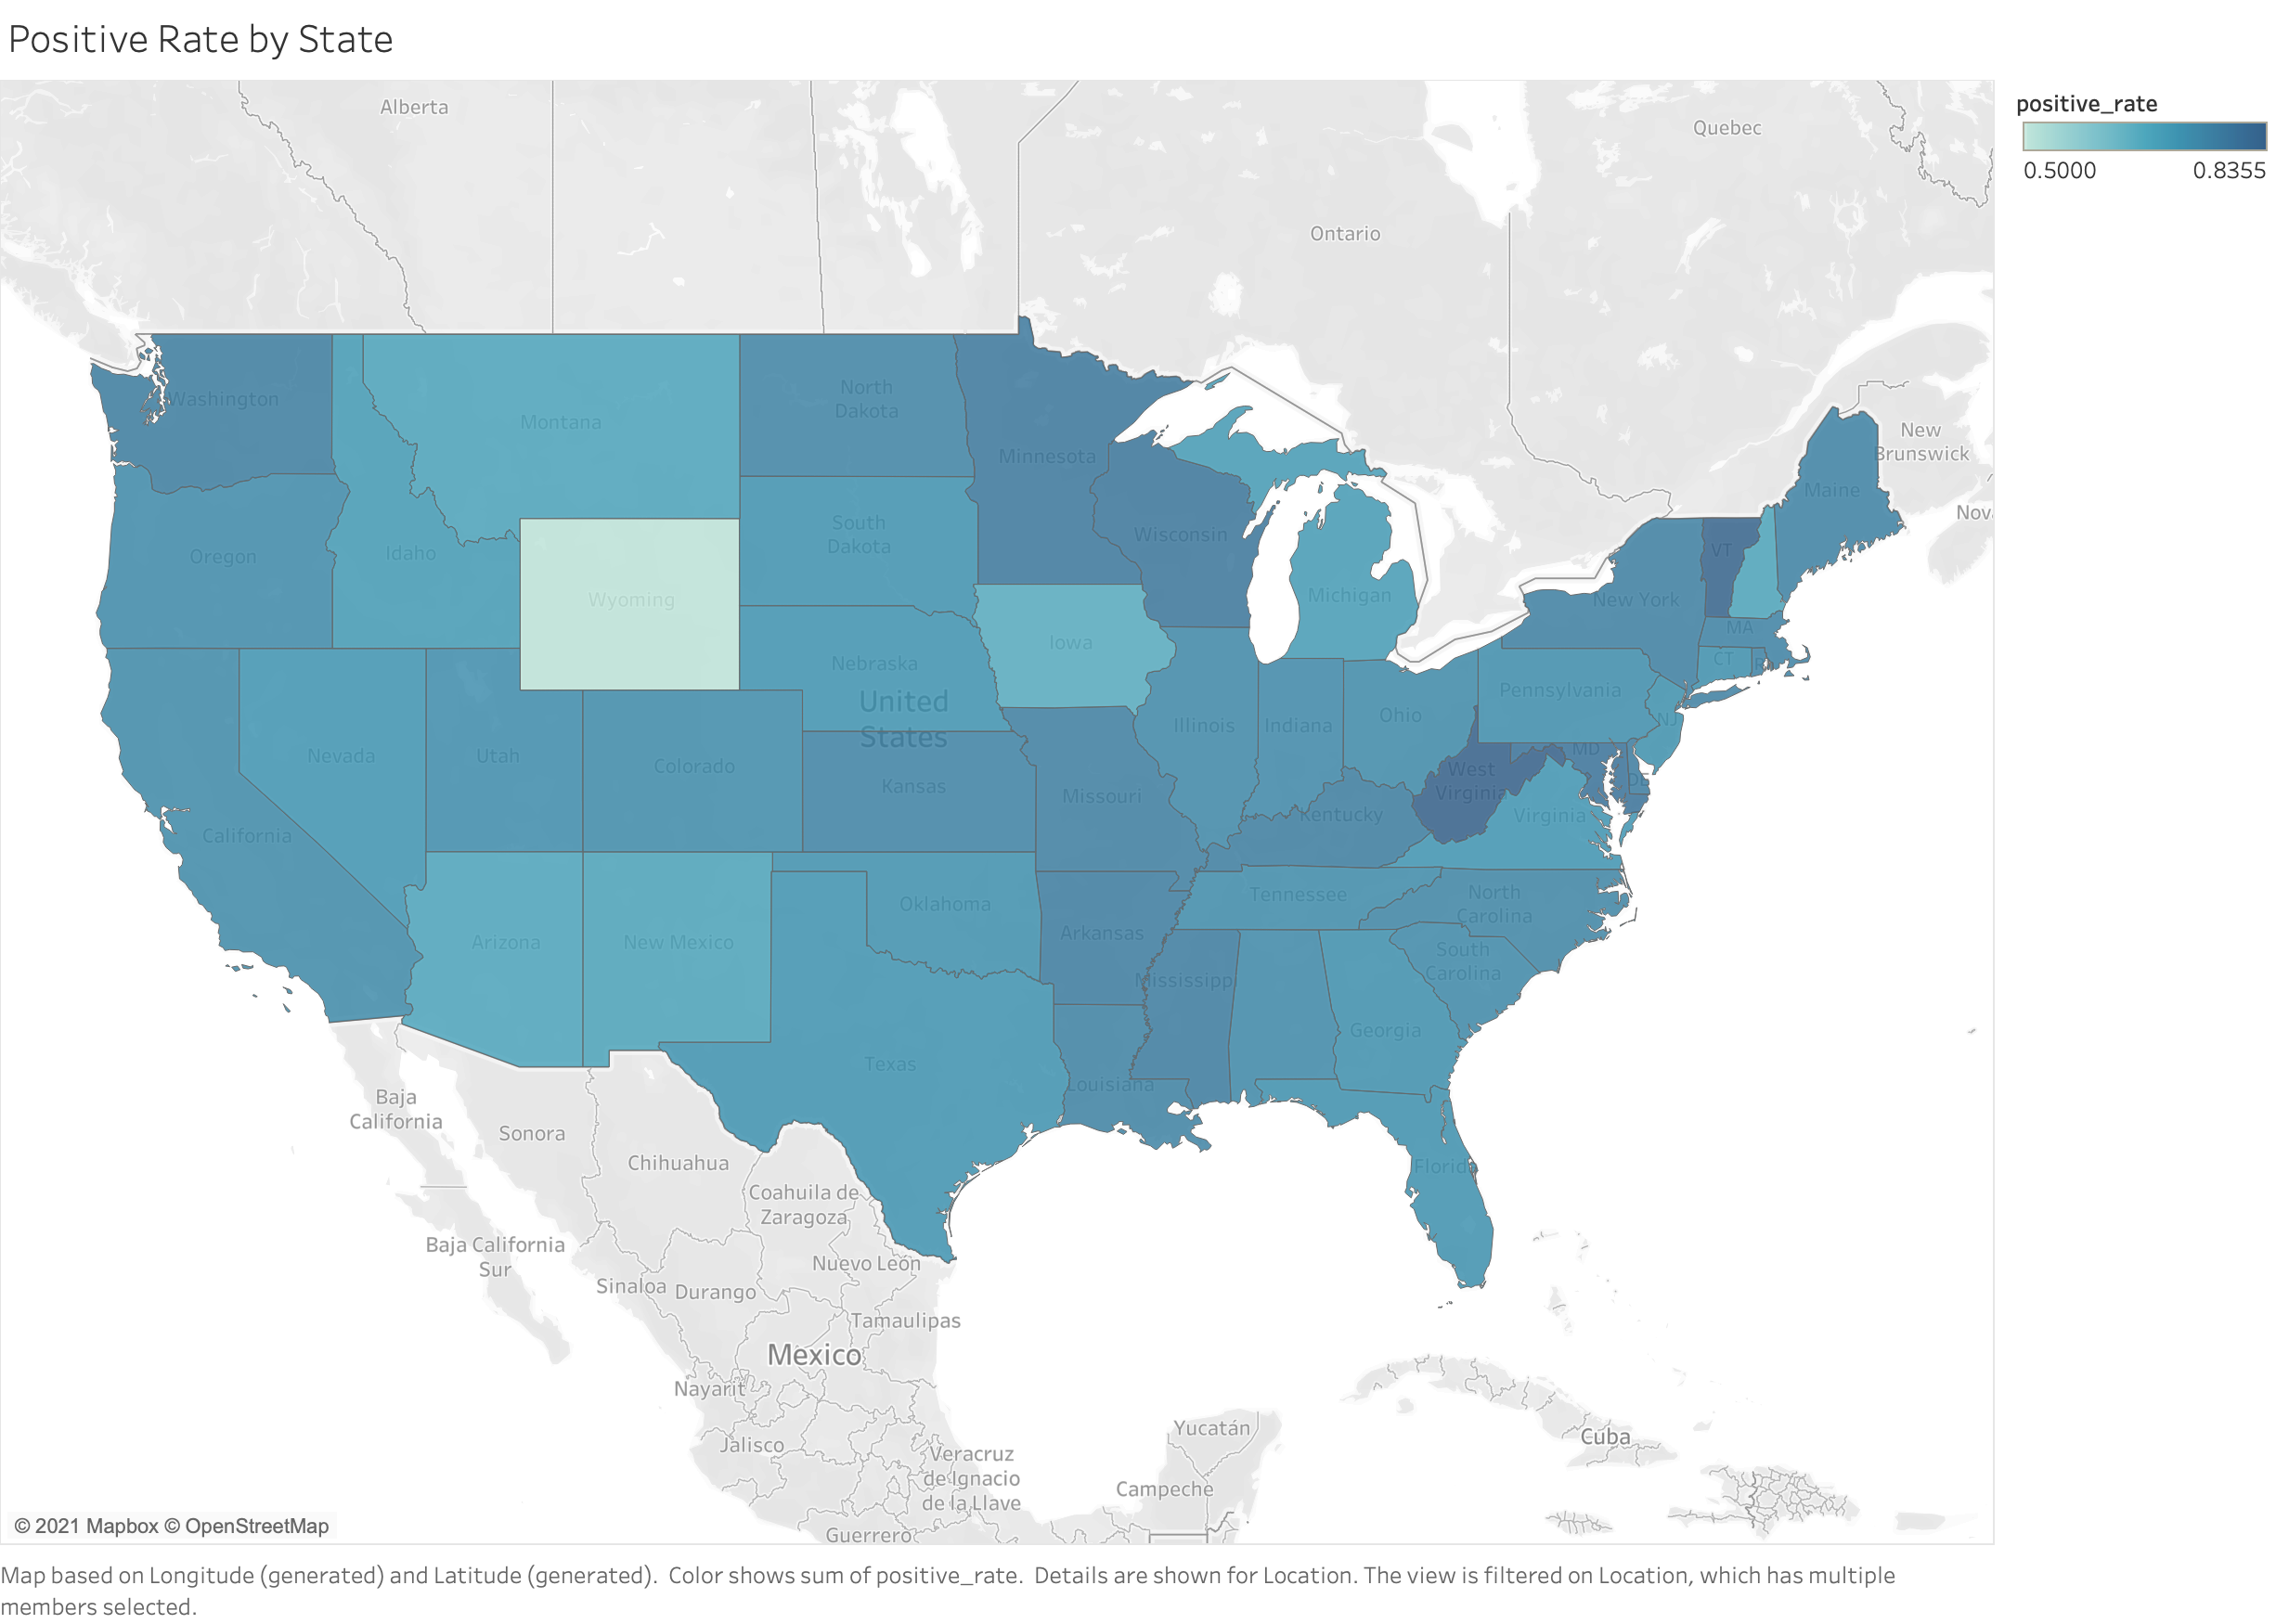 Positive Rate by State
positive_rate
0.5000 0.8355
Alberta
Quebec
Ontario
New
Brunswick
Nov
Washington
Montana
North
Dakota
Minnesota
Maine
Oregon
Idaho
Wyoming
South
Dakota
Wisconsin
Michigan
New York
VT
MA
CT
Iowa
Nebraska
United
States
Nevada
Utah
Colorado
Kansas
Missouri
Illinois
Indiana
Ohio
Pennsylvania
NJ
MD
DE
West
Virginia
Virginia
Kentucky
California
Arizona
New Mexico
Oklahoma
Arkansas
Tennessee
North
Carolina
South
Carolina
Mississippi
Georgia
Texas
Louisiana
Florida
Baja
California
Sonora
Chihuahua
Coahuila de
Zaragoza
Baja California
Sur
Nuevo León
Sinaloa
Durango
Tamaulipas
Mexico
Nayarit
Jalisco
Veracruz
de Ignacio
de la Llave
Yucatán
Campeche
Cuba
Guerrero
© 2021 Mapbox © OpenStreetMap
Map based on Longitude (generated) and Latitude (generated).  Color shows sum of positive_rate.  Details are shown for Location. The view is filtered on Location, which has multiple
members selected.